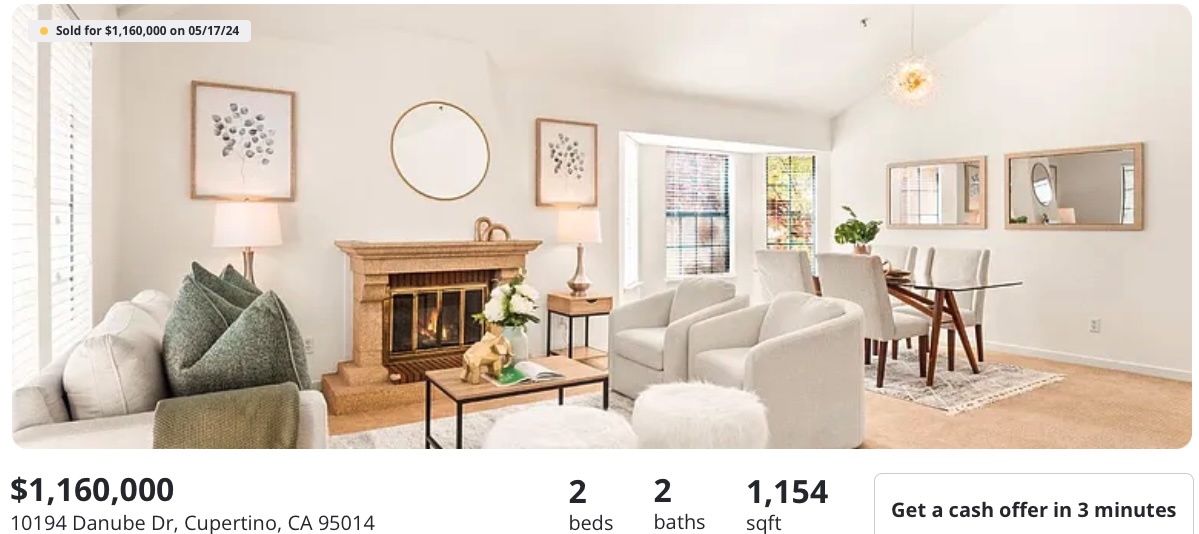 Sold for $1,160,000 on 05/17/24
$1,160,000
10194 Danube Dr, Cupertino, CA 95014
2
beds
2
baths
1,154
sqft
Get a cash offer in 3 minutes